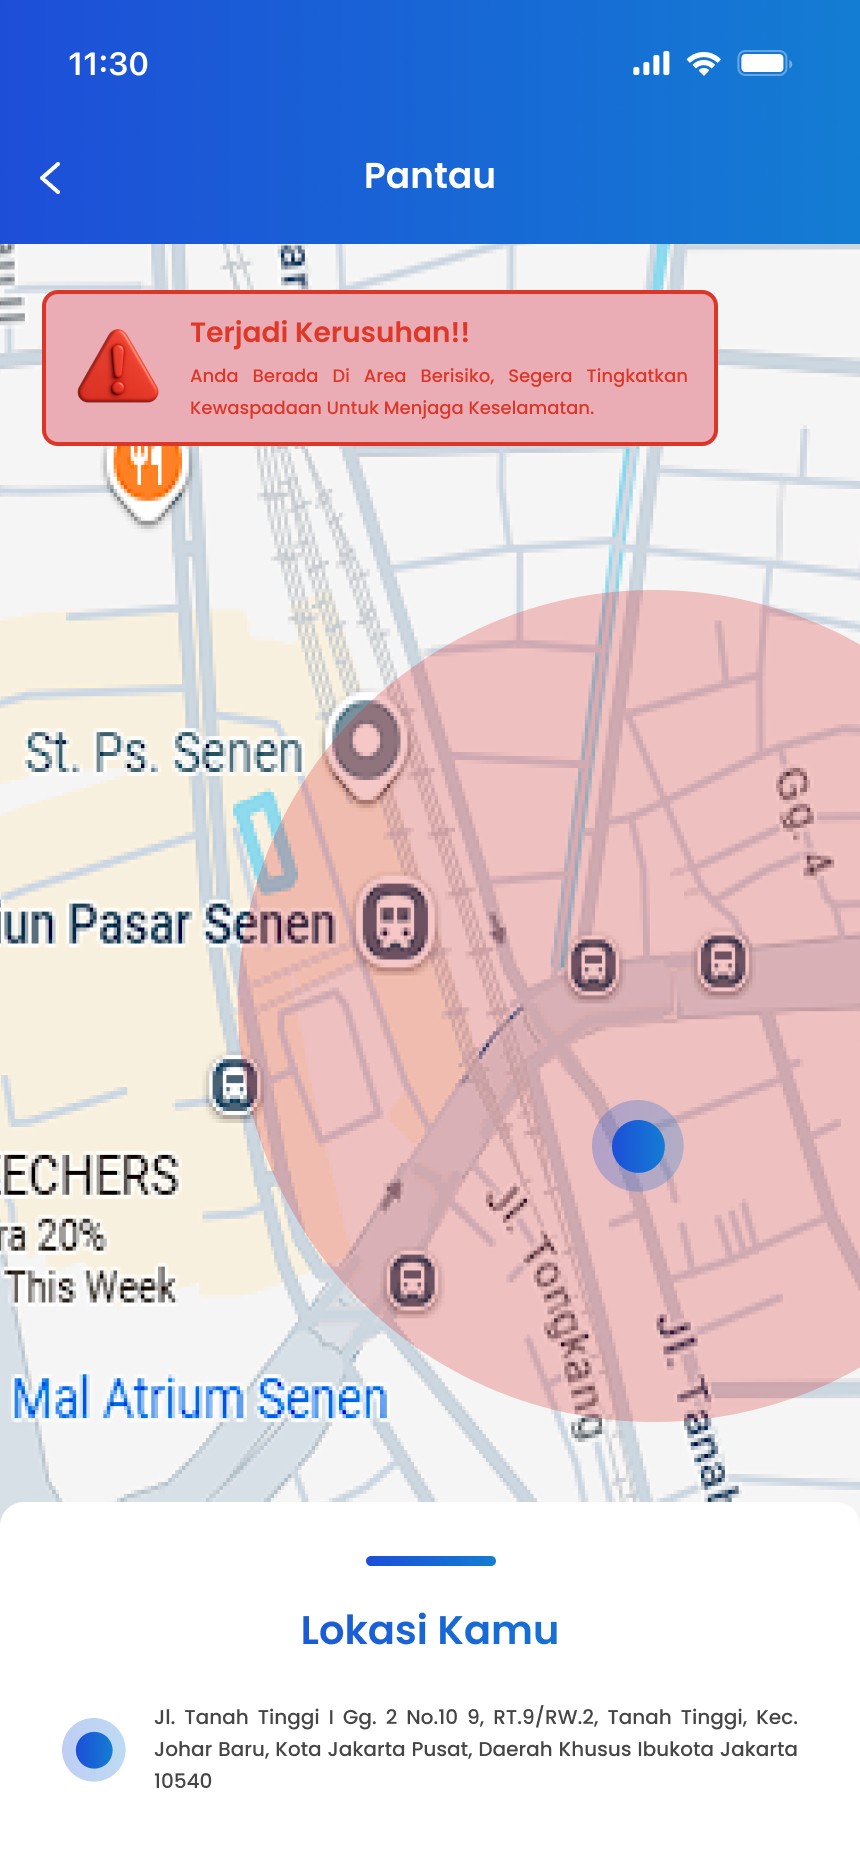 11:30
Pantau
Terjadi Kerusuhan!!
Anda Berada Di Area Berisiko, Segera Tingkatkan
Kewaspadaan Untuk Menjaga Keselamatan.
St. Ps. Senen
Gg. A
iun Pasar Senen
ECHERS
ra 20%
This Week
Jl. Tongkang
Mal Atrium Senen
Jl. Tanah
Lokasi Kamu
Jl. Tanah Tinggi I Gg. 2 No.10 9, RT.9/RW.2, Tanah Tinggi, Kec.
Johar Baru, Kota Jakarta Pusat, Daerah Khusus Ibukota Jakarta
10540